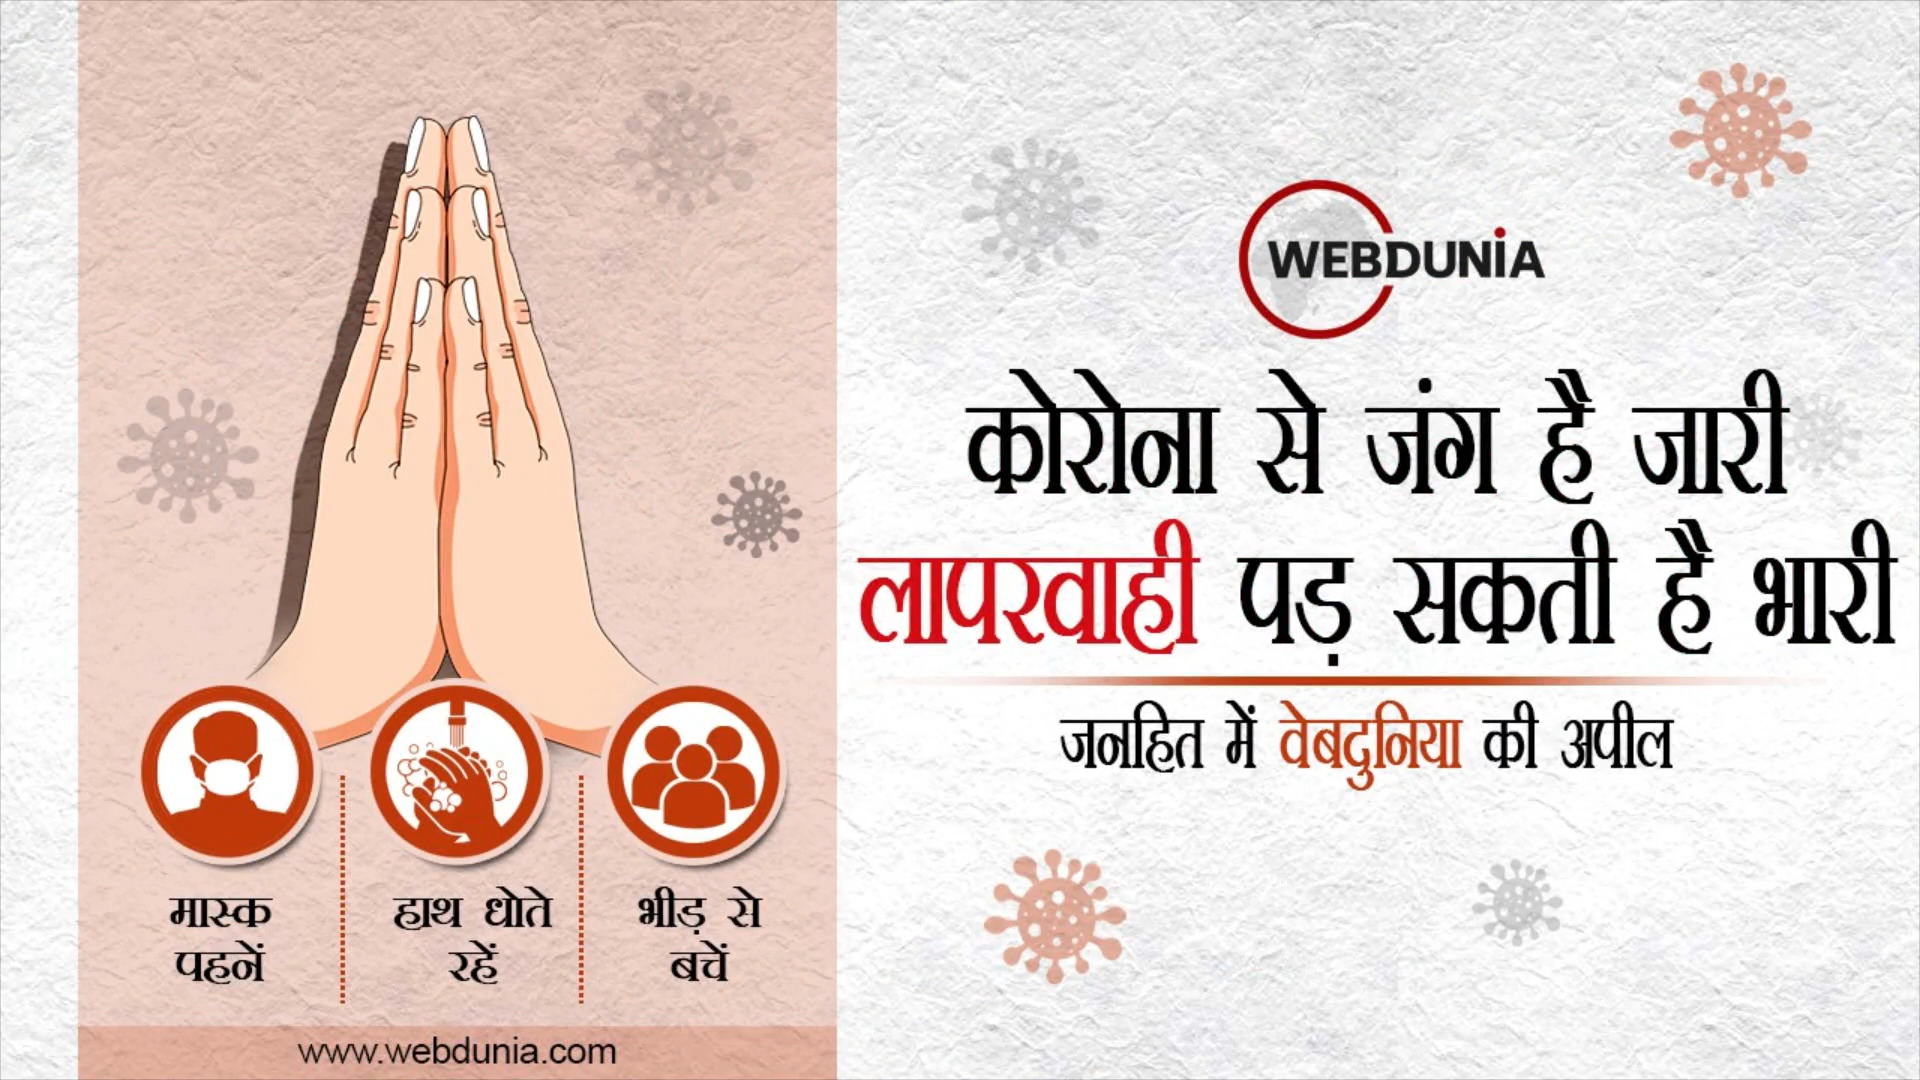 मास्क
पहनें
हाथ धोते
रहें
भीड़ से
बचें
www.webdunia.com
WEBDUNIA
कोरोना से जंग है जारी
लापरवाही पड़ सकती है भारी
जनहित में वेबदुनिया की अपील